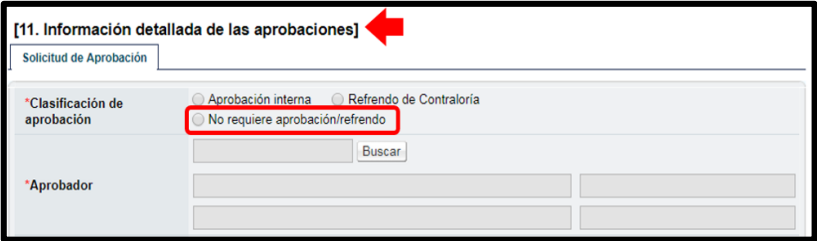 [11. Información detallada de las aprobaciones]
Solicitud de Aprobación
*Clasificación de aprobación
Aprobación interna Refrendo de Contraloría
No requiere aprobación/refrendo
Buscar
*Aprobador